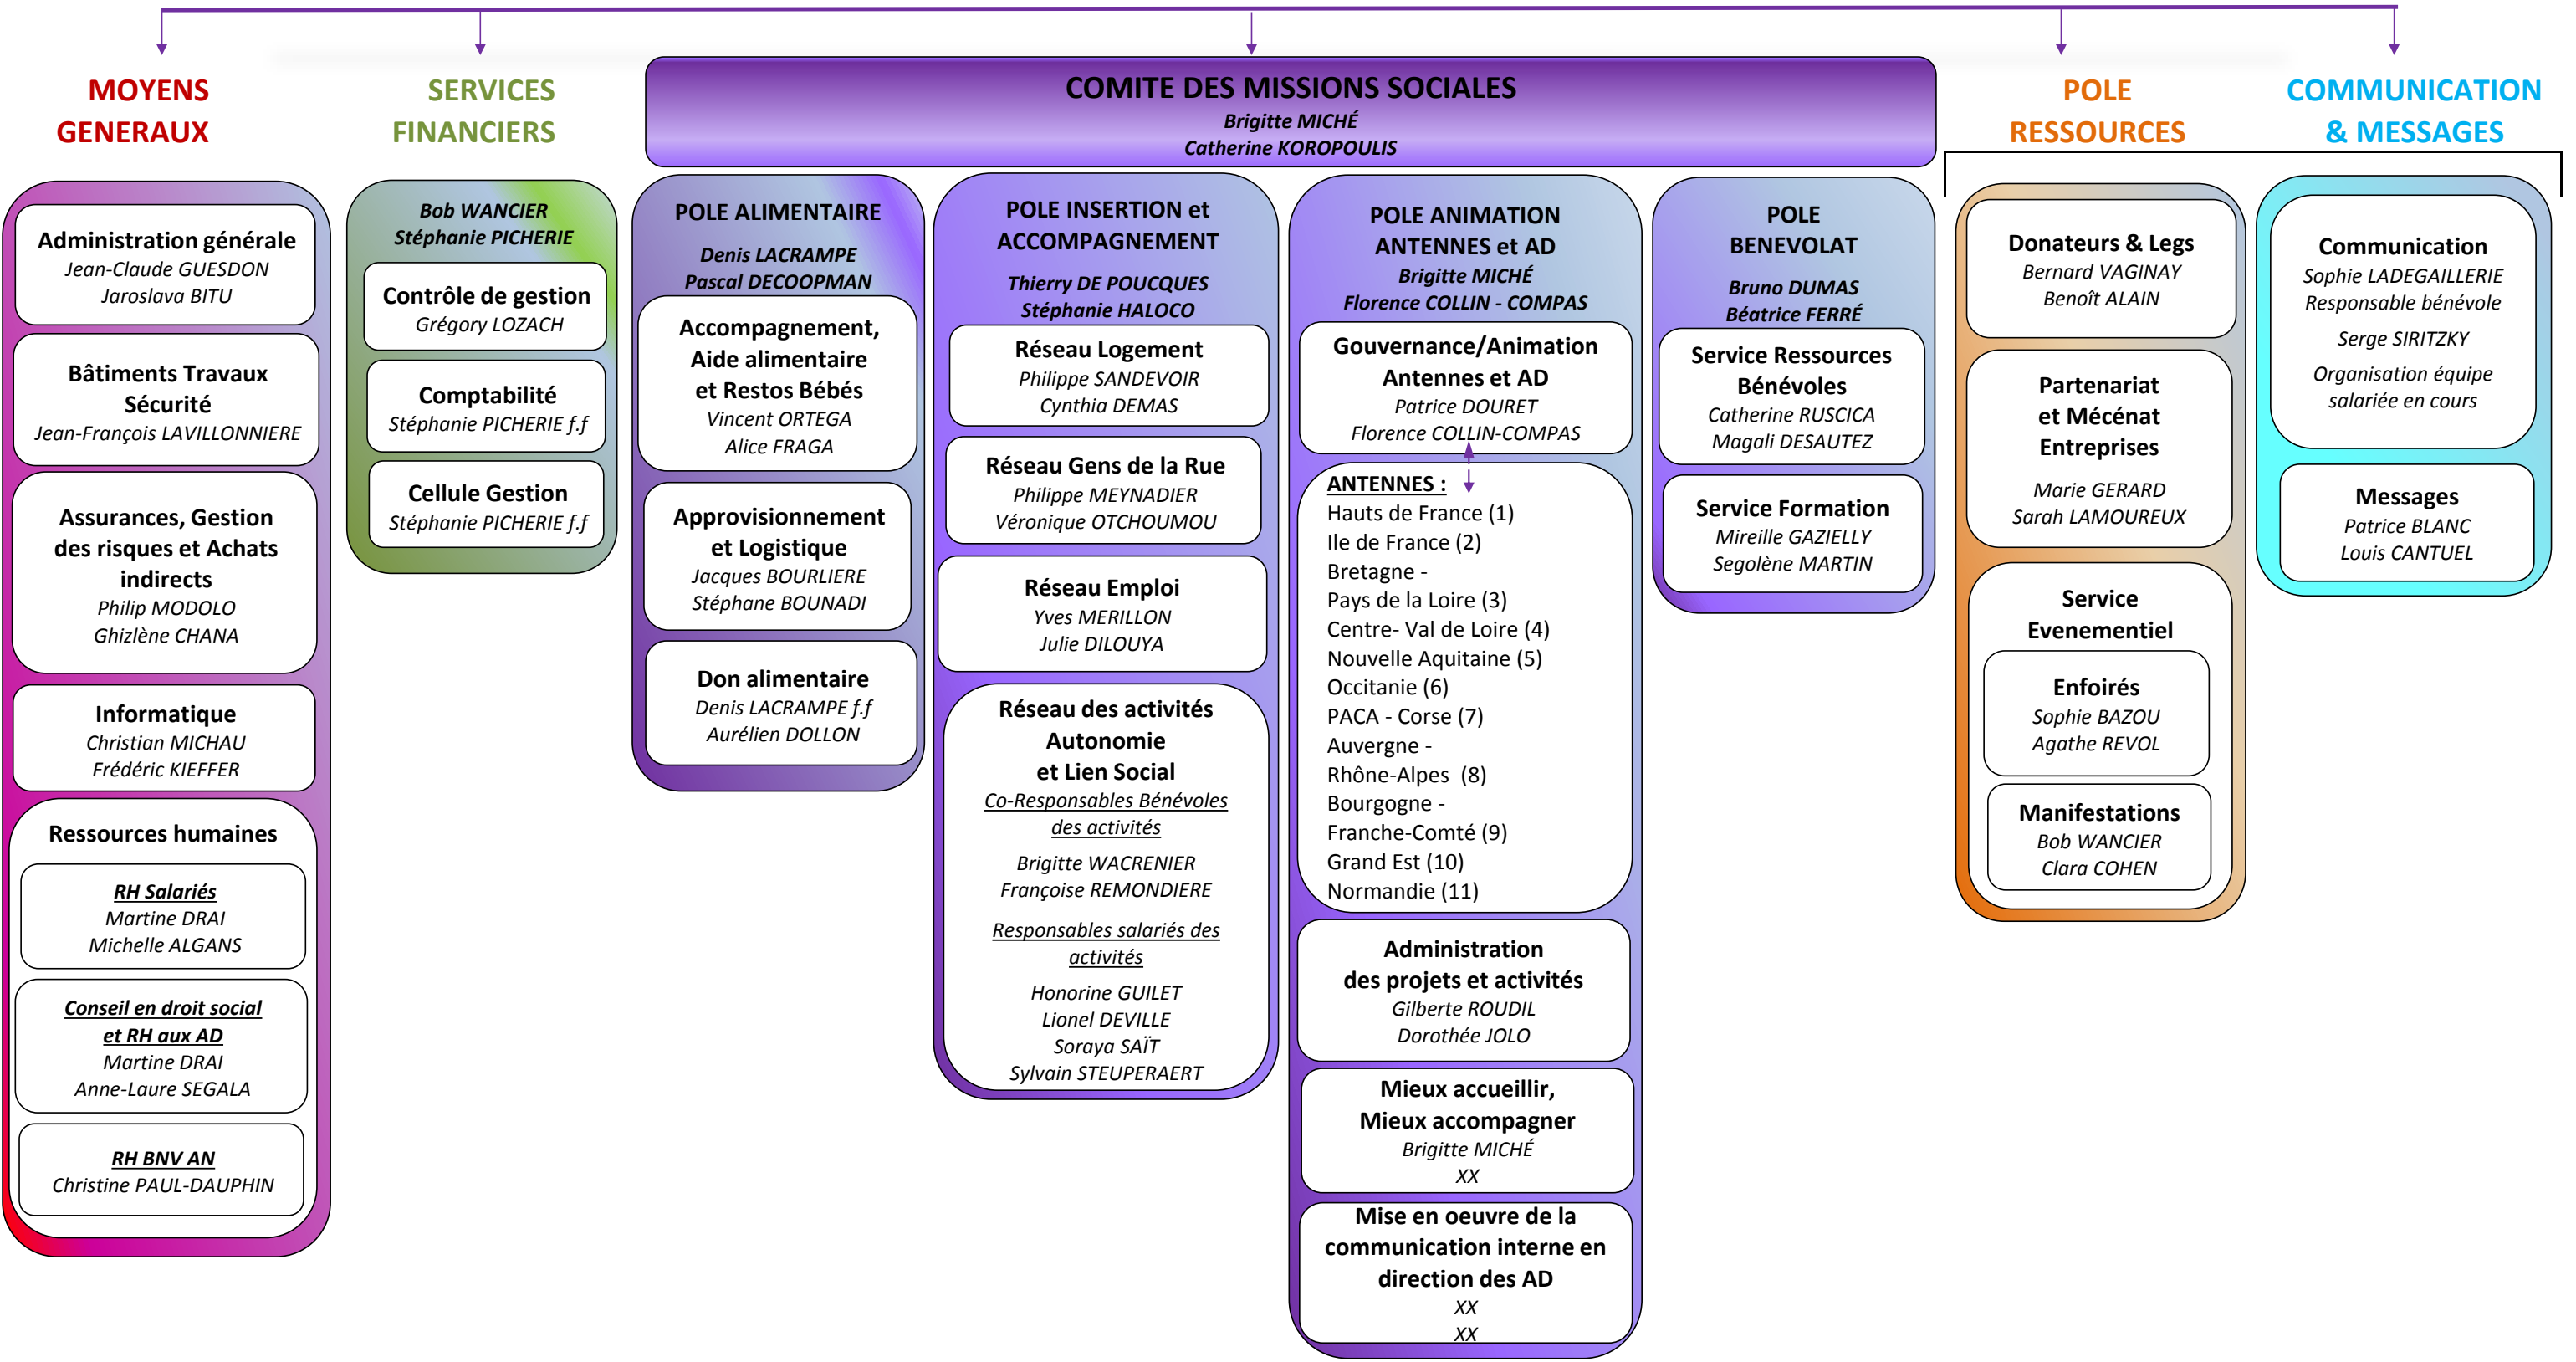 MOYENS
GENERAUX
Administration générale
Jean-Claude GUESDON
Jaroslava BITU
Bâtiments Travaux
Sécurité
Jean-François LAVILLONNIERE
Assurances, Gestion
des risques et Achats
indirects
Philip MODOLO
Ghizlène CHANA
Informatique
Christian MICHAU
Frédéric KIEFFER
Ressources humaines
RH Salariés
Martine DRAI
Michelle ALGANS
Conseil en droit social
et RH aux AD
Martine DRAI
Anne-Laure SEGALA
RH BNV AN
Christine PAUL-DAUPHIN
SERVICES
FINANCIERS
Bob WANCIER
Stéphanie PICHERIE
Contrôle de gestion
Grégory LOZACH
Comptabilité
Stéphanie PICHERIE f.f
Cellule Gestion
Stéphanie PICHERIE f.f
COMITE DES MISSIONS SOCIALES
Brigitte MICHÉ
Catherine KOROPOULIS
POLE ALIMENTAIRE
Denis LACRAMPE
Pascal DECOOPMAN
Accompagnement,
Aide alimentaire
et Restos Bébés
Vincent ORTEGA
Alice FRAGA
Approvisionnement
et Logistique
Jacques BOURLIERE
Stéphane BOUNADI
Don alimentaire
Denis LACRAMPE f.f
Aurélien DOLLON
POLE INSERTION et
ACCOMPAGNEMENT
Thierry DE POUCQUES
Stéphanie HALOCO
Réseau Logement
Philippe SANDEVOIR
Cynthia DEMAS
Réseau Gens de la Rue
Philippe MEYNADIER
Véronique OTCHOUMOU
Réseau Emploi
Yves MERILLON
Julie DILOUYA
Réseau des activités
Autonomie
et Lien Social
Co-Responsables Bénévoles
des activités
Brigitte WACRENIER
Françoise REMONDIERE
Responsables salariés des
activités
Honorine GUILET
Lionel DEVILLE
Soraya SAÏT
Sylvain STEUPERAERT
POLE ANIMATION
ANTENNES et AD
Brigitte MICHÉ
Florence COLLIN - COMPAS
Gouvernance/Animation
Antennes et AD
Patrice DOURET
Florence COLLIN-COMPAS
ANTENNES :
Hauts de France (1)
Ile de France (2)
Bretagne -
Pays de la Loire (3)
Centre- Val de Loire (4)
Nouvelle Aquitaine (5)
Occitanie (6)
PACA - Corse (7)
Auvergne -
Rhône-Alpes (8)
Bourgogne -
Franche-Comté (9)
Grand Est (10)
Normandie (11)
Administration
des projets et activités
Gilberte ROUDIL
Dorothée JOLO
Mieux accueillir,
Mieux accompagner
Brigitte MICHÉ
XX
Mise en oeuvre de la
communication interne en
direction des AD
XX
XX
POLE
BENEVOLAT
Bruno DUMAS
Béatrice FERRÉ
Service Ressources
Bénévoles
Catherine RUSCICA
Magali DESAUTEZ
Service Formation
Mireille GAZIELLY
Segolène MARTIN
POLE
RESSOURCES
Donateurs & Legs
Bernard VAGINAY
Benoît ALAIN
Partenariat
et Mécénat
Entreprises
Marie GERARD
Sarah LAMOUREUX
Service
Evenementiel
Enfoirés
Sophie BAZOU
Agathe REVOL
Manifestations
Bob WANCIER
Clara COHEN
COMMUNICATION
& MESSAGES
Communication
Sophie LADEGAILLERIE
Responsable bénévole
Serge SIRITZKY
Organisation équipe
salariée en cours
Messages
Patrice BLANC
Louis CANTUEL